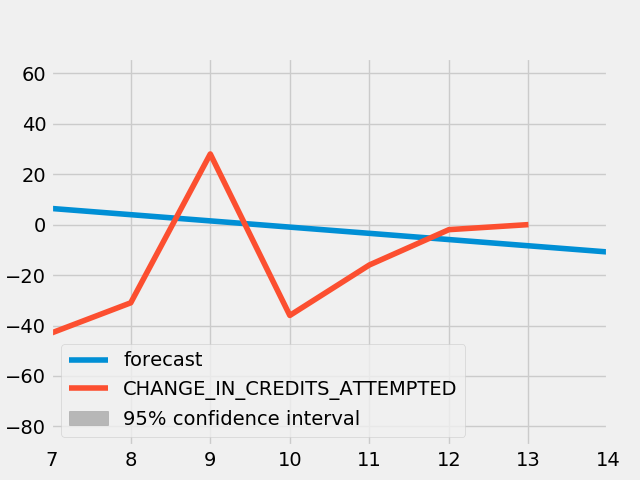 60
40
20
0
−20
−40
−60
−80
forecast
CHANGE_IN_CREDITS_ATTEMPTED
95% confidence interval
7 8 9 10 11 12 13 14